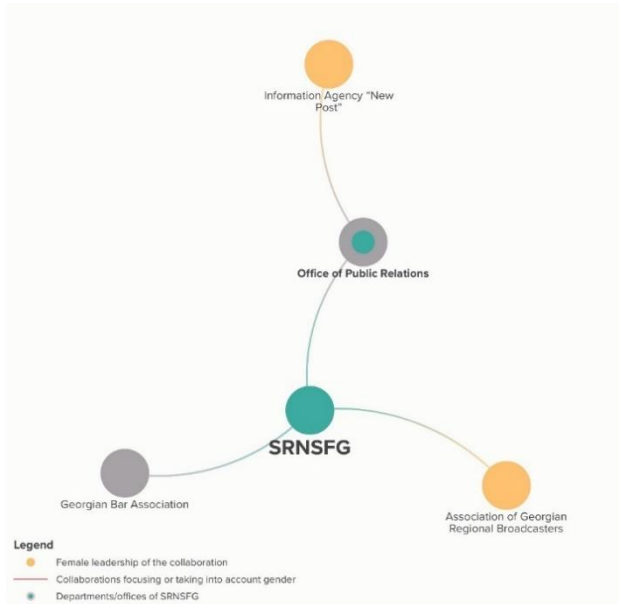 Information Agency "New
Post"
Office of Public Relations
SRNSFG
Georgian Bar Association
Association of Georgian
Regional Broadcasters
Legend
Female leadership of the collaboration
Collaborations focusing or taking into account gender
Departments/offices of SRNSFG